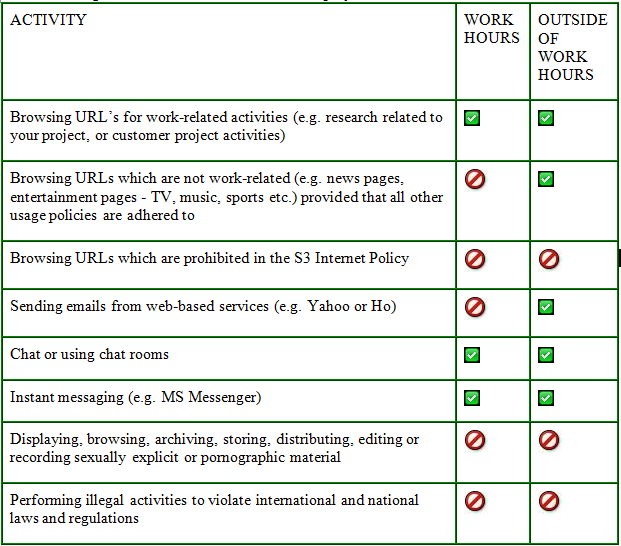 ACTIVITY
WORK
HOURS
OUTSIDE
OF
WORK
HOURS
Browsing URL’s for work-related activities (e.g. research related to
your project, or customer project activities)
Browsing URLs which are not work-related (e.g. news pages,
entertainment pages - TV, music, sports etc.) provided that all other
usage policies are adhered to
Browsing URLs which are prohibited in the S3 Internet Policy
Sending emails from web-based services (e.g. Yahoo or Ho)
Chat or using chat rooms
Instant messaging (e.g. MS Messenger)
Displaying, browsing, archiving, storing, distributing, editing or
recording sexually explicit or pornographic material
Performing illegal activities to violate international and national
laws and regulations